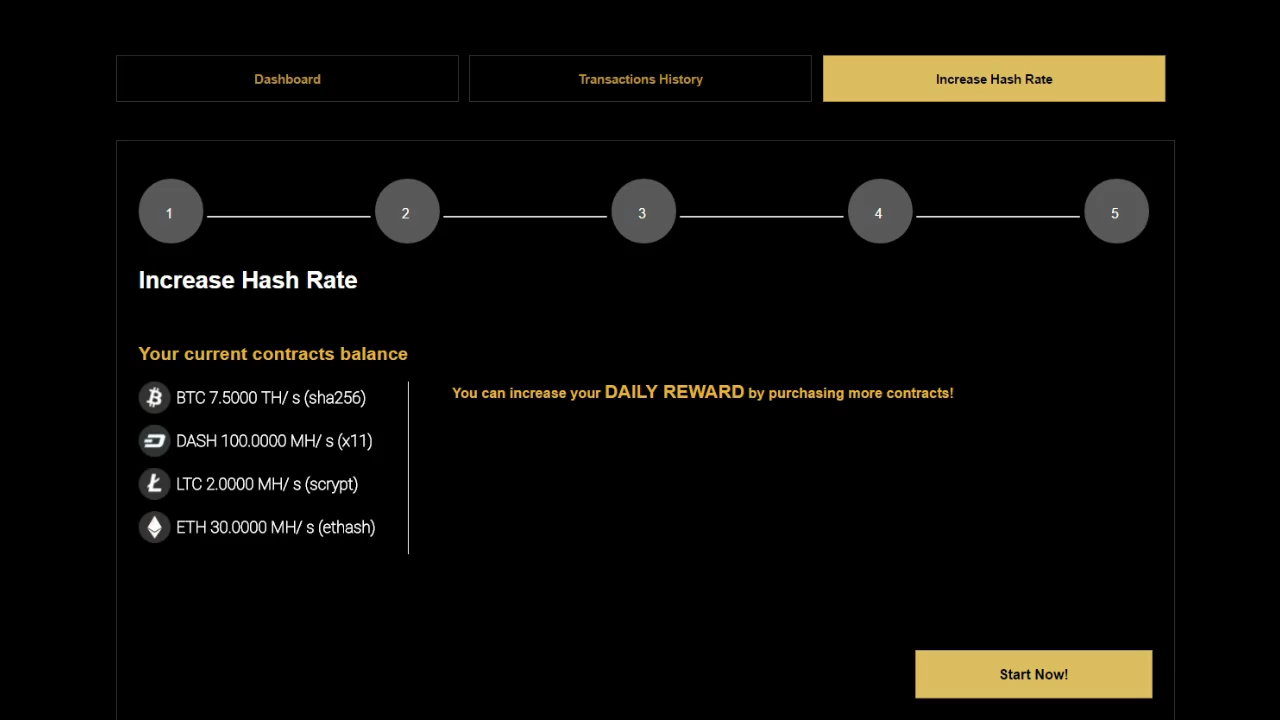 Dashboard
Transactions History
Increase Hash Rate
1
2
3
4
5
Increase Hash Rate
Your current contracts balance
BTC 7.5000 TH/ s (sha256)
You can increase your DAILY REWARD by purchasing more contracts!
DASH 100.0000 MH/ s (x11)
LTC 2.0000 MH/ s (scrypt)
ETH 30.0000 MH/ s (ethash)
Start Now!